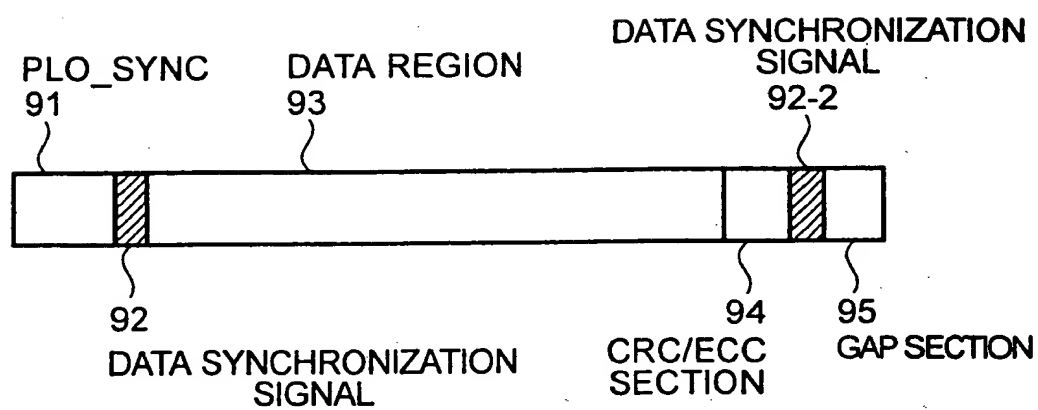 PLO_SYNC
91
DATA REGION
93
DATA SYNCHRONIZATION
SIGNAL
92-2
92
DATA SYNCHRONIZATION
SIGNAL
94
CRC/ECC
SECTION
95
GAP SECTION